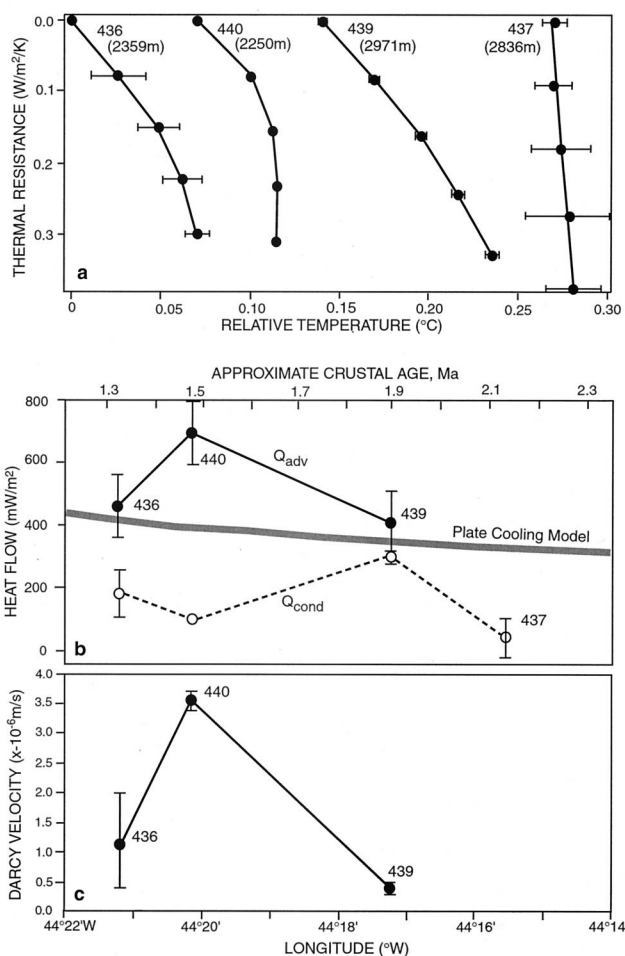 436
(2359m)
440
(2250m)
439
(2971m)
437
(2836m)
THERMAL RESISTANCE (W/m²/K)
0.0
0.1
0.2
0.3
a
0
0.05
0.10
0.15
0.20
0.25
0.30
RELATIVE TEMPERATURE (°C)
APPROXIMATE CRUSTAL AGE, Ma
1.3
1.5
1.7
1.9
2.1
2.3
HEAT FLOW (mW/m²)
800
600
400
200
0
436
440
Qadv
439
Plate Cooling Model
Qcond
437
b
DARCY VELOCITY (x-10⁻⁶m/s)
4.0
3.5
3.0
2.5
2.0
1.5
1.0
0.5
0.0
440
436
439
c
44°22'W
44°20'
44°18'
44°16'
44°14
LONGITUDE (°W)